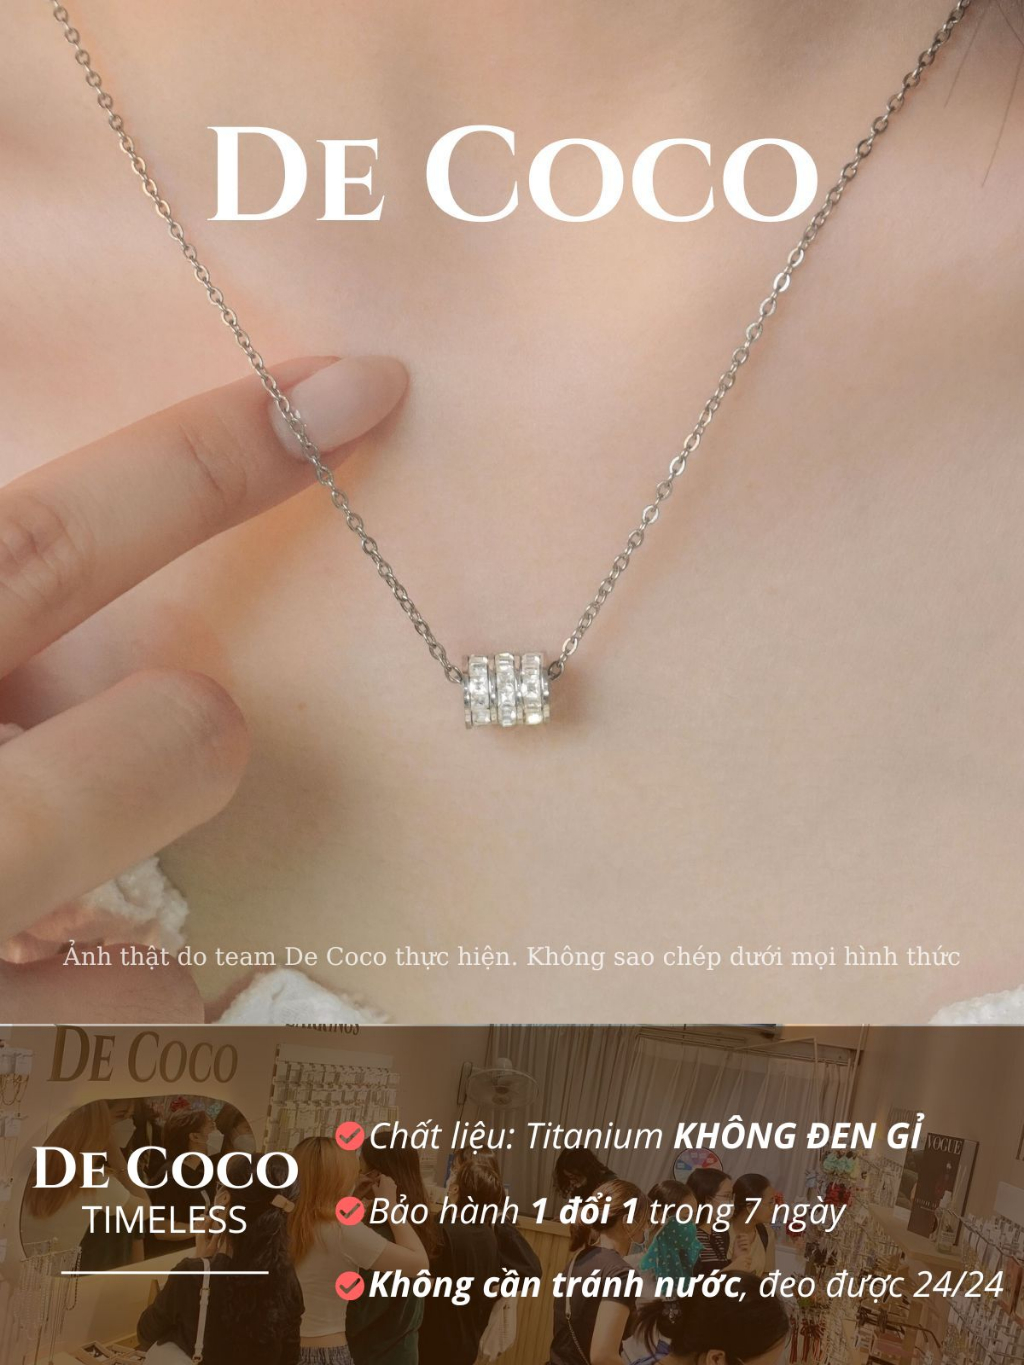 DE COCO
Ảnh thật do team De Coco thực hiện. Không sao chép dưới mọi hình thức
DE COCO
EARRINGS
DE COCO
TIMELESS
Chất liệu: Titanium KHÔNG ĐEN GỈ
VOGUE
Bảo hành 1 đổi 1 trong 7 ngày
Không cần tránh nước, đeo được 24/24